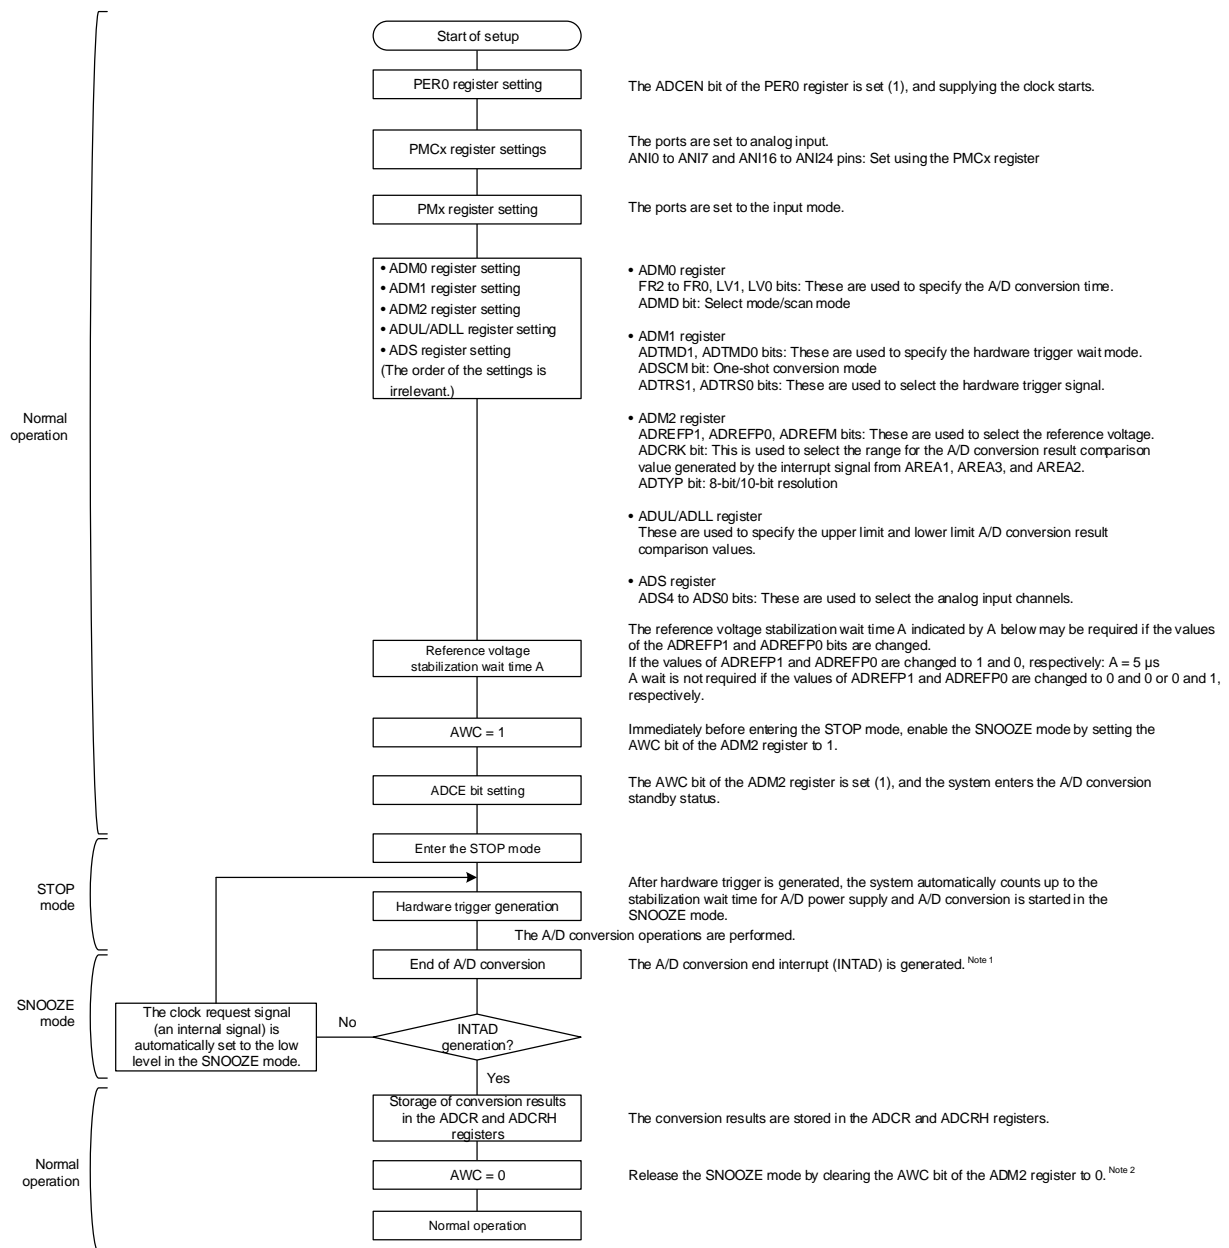 Start of setup
PER0 register setting
The ADCEN bit of the PER0 register is set (1), and supplying the clock starts.
PMCx register settings
The ports are set to analog input.
ANI0 to ANI7 and ANI16 to ANI24 pins: Set using the PMCx register
PMx register setting
The ports are set to the input mode.
• ADM0 register setting
• ADM1 register setting
• ADM2 register setting
• ADUL/ADLL register setting
• ADS register setting
(The order of the settings is
irrelevant.)
• ADM0 register
FR2 to FR0, LV1, LV0 bits: These are used to specify the A/D conversion time.
ADMD bit: Select mode/scan mode
• ADM1 register
ADTMD1, ADTMD0 bits: These are used to specify the hardware trigger wait mode.
ADSCM bit: One-shot conversion mode
ADTRS1, ADTRS0 bits: These are used to select the hardware trigger signal.
• ADM2 register
ADREFP1, ADREFP0, ADREFM bits: These are used to select the reference voltage.
ADCRK bit: This is used to select the range for the A/D conversion result comparison
value generated by the interrupt signal from AREA1, AREA3, and AREA2.
ADTYP bit: 8-bit/10-bit resolution
• ADUL/ADLL register
These are used to specify the upper limit and lower limit A/D conversion result
comparison values.
• ADS register
ADS4 to ADS0 bits: These are used to select the analog input channels.
Normal
operation
Reference voltage
stabilization wait time A
The reference voltage stabilization wait time A indicated by A below may be required if the values
of the ADREFP1 and ADREFP0 bits are changed.
If the values of ADREFP1 and ADREFP0 are changed to 1 and 0, respectively: A = 5 µs
A wait is not required if the values of ADREFP1 and ADREFP0 are changed to 0 and 0 or 0 and 1,
respectively.
AWC = 1
Immediately before entering the STOP mode, enable the SNOOZE mode by setting the
AWC bit of the ADM2 register to 1.
ADCE bit setting
The AWC bit of the ADM2 register is set (1), and the system enters the A/D conversion
standby status.
Enter the STOP mode
STOP
mode
Hardware trigger generation
After hardware trigger is generated, the system automatically counts up to the
stabilization wait time for A/D power supply and A/D conversion is started in the
SNOOZE mode.
The A/D conversion operations are performed.
End of A/D conversion
The A/D conversion end interrupt (INTAD) is generated. Note 1
SNOOZE
mode
The clock request signal
(an internal signal) is
automatically set to the low
level in the SNOOZE mode.
No
INTAD
generation?
Yes
Storage of conversion results
in the ADCR and ADCRH
registers
The conversion results are stored in the ADCR and ADCRH registers.
Normal
operation
AWC = 0
Release the SNOOZE mode by clearing the AWC bit of the ADM2 register to 0. Note 2
Normal operation